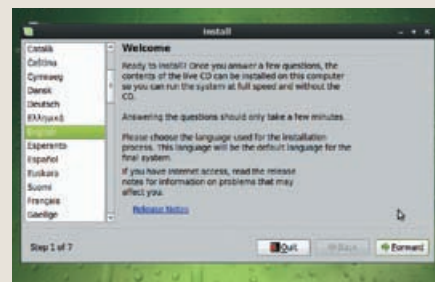 Install
Català
Čeština
Cymraeg
Dansk
Deutsch
Ελληνικά
English
Esperanto
Español
Euskara
Suomi
Français
Gaeilge
Welcome
Ready to install? Once you answer a few questions, the
contents of the live CD can be installed on this computer
so you can run the system at full speed and without the
CD.
Answering the questions should only take a few minutes.
Please choose the language used for the installation
process. This language will be the default language for the
final system.
If you have internet access, read the release
notes for information on problems that may
affect you.
Release Notes
Step 1 of 7
Quit
Back
Forward